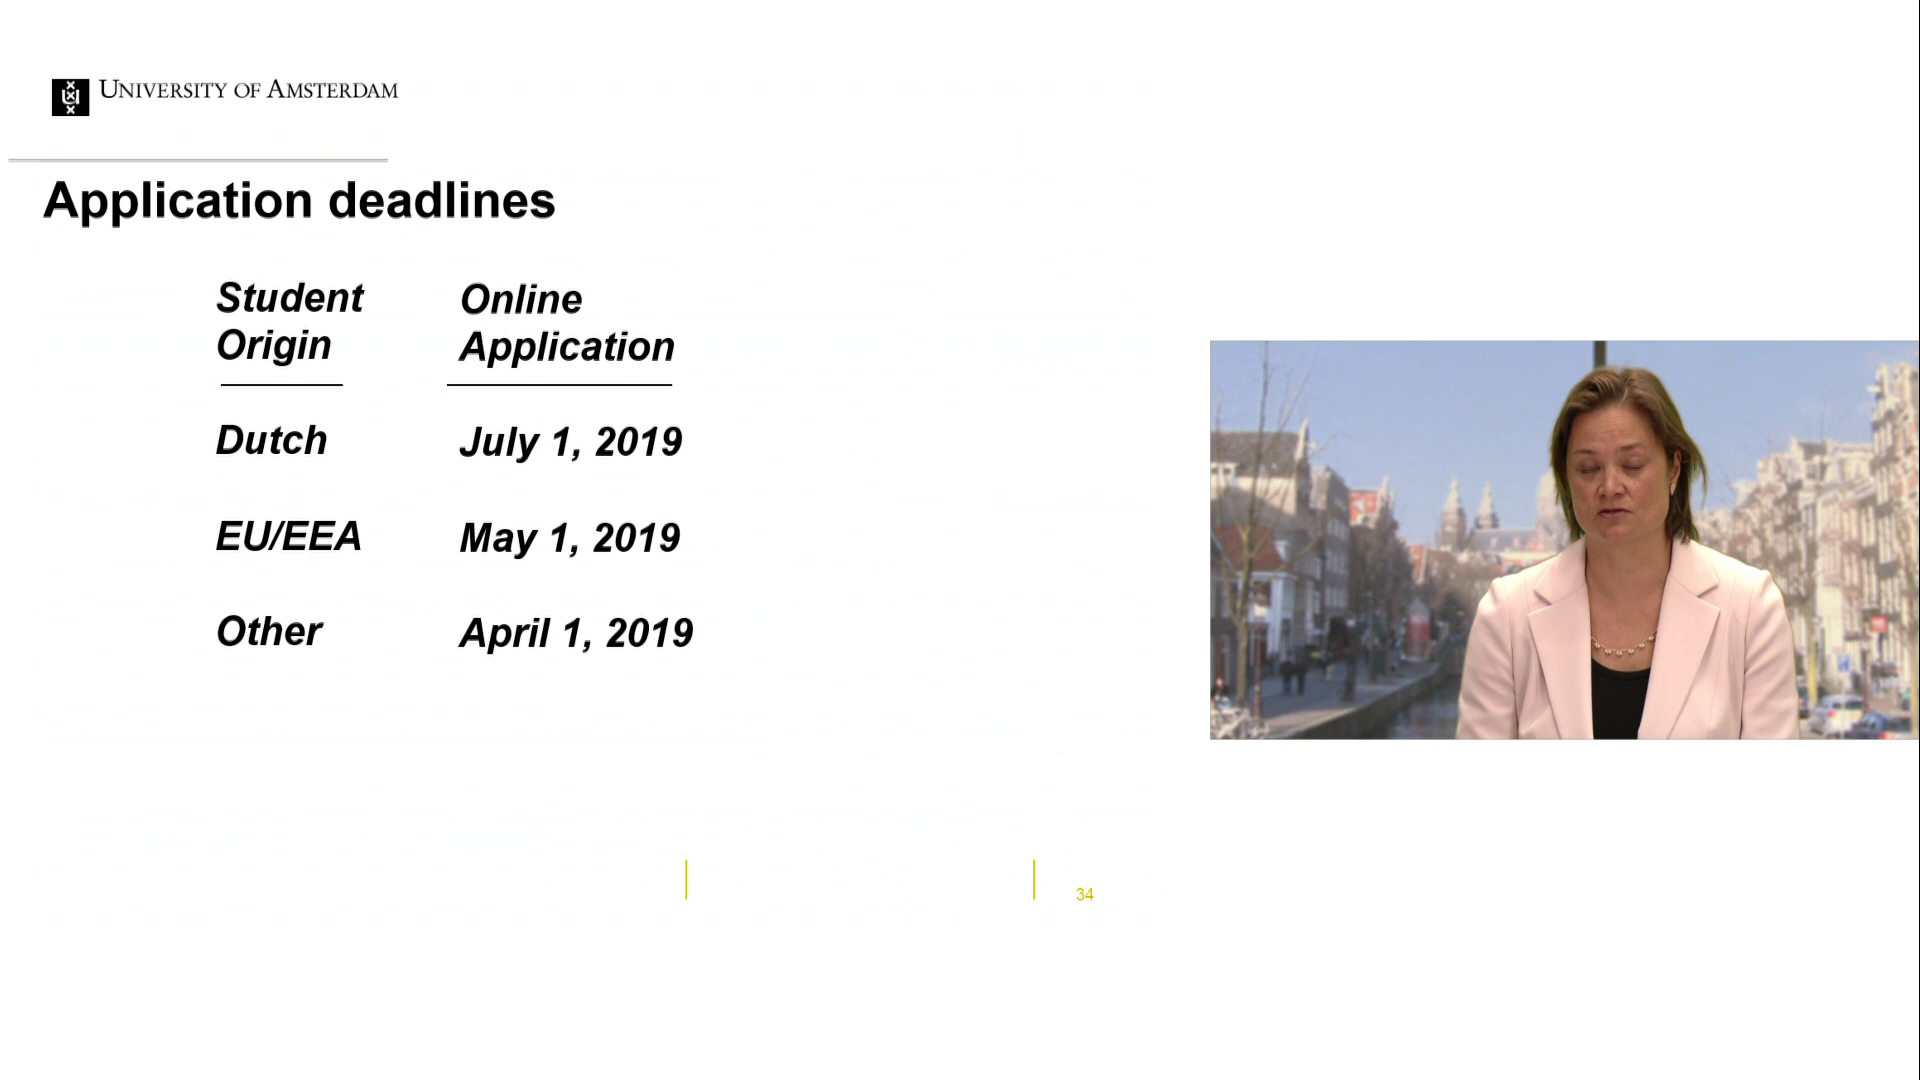 UNIVERSITY OF AMSTERDAM
Application deadlines
Student Origin
Online Application
Dutch July 1, 2019
EU/EEA May 1, 2019
Other April 1, 2019
34